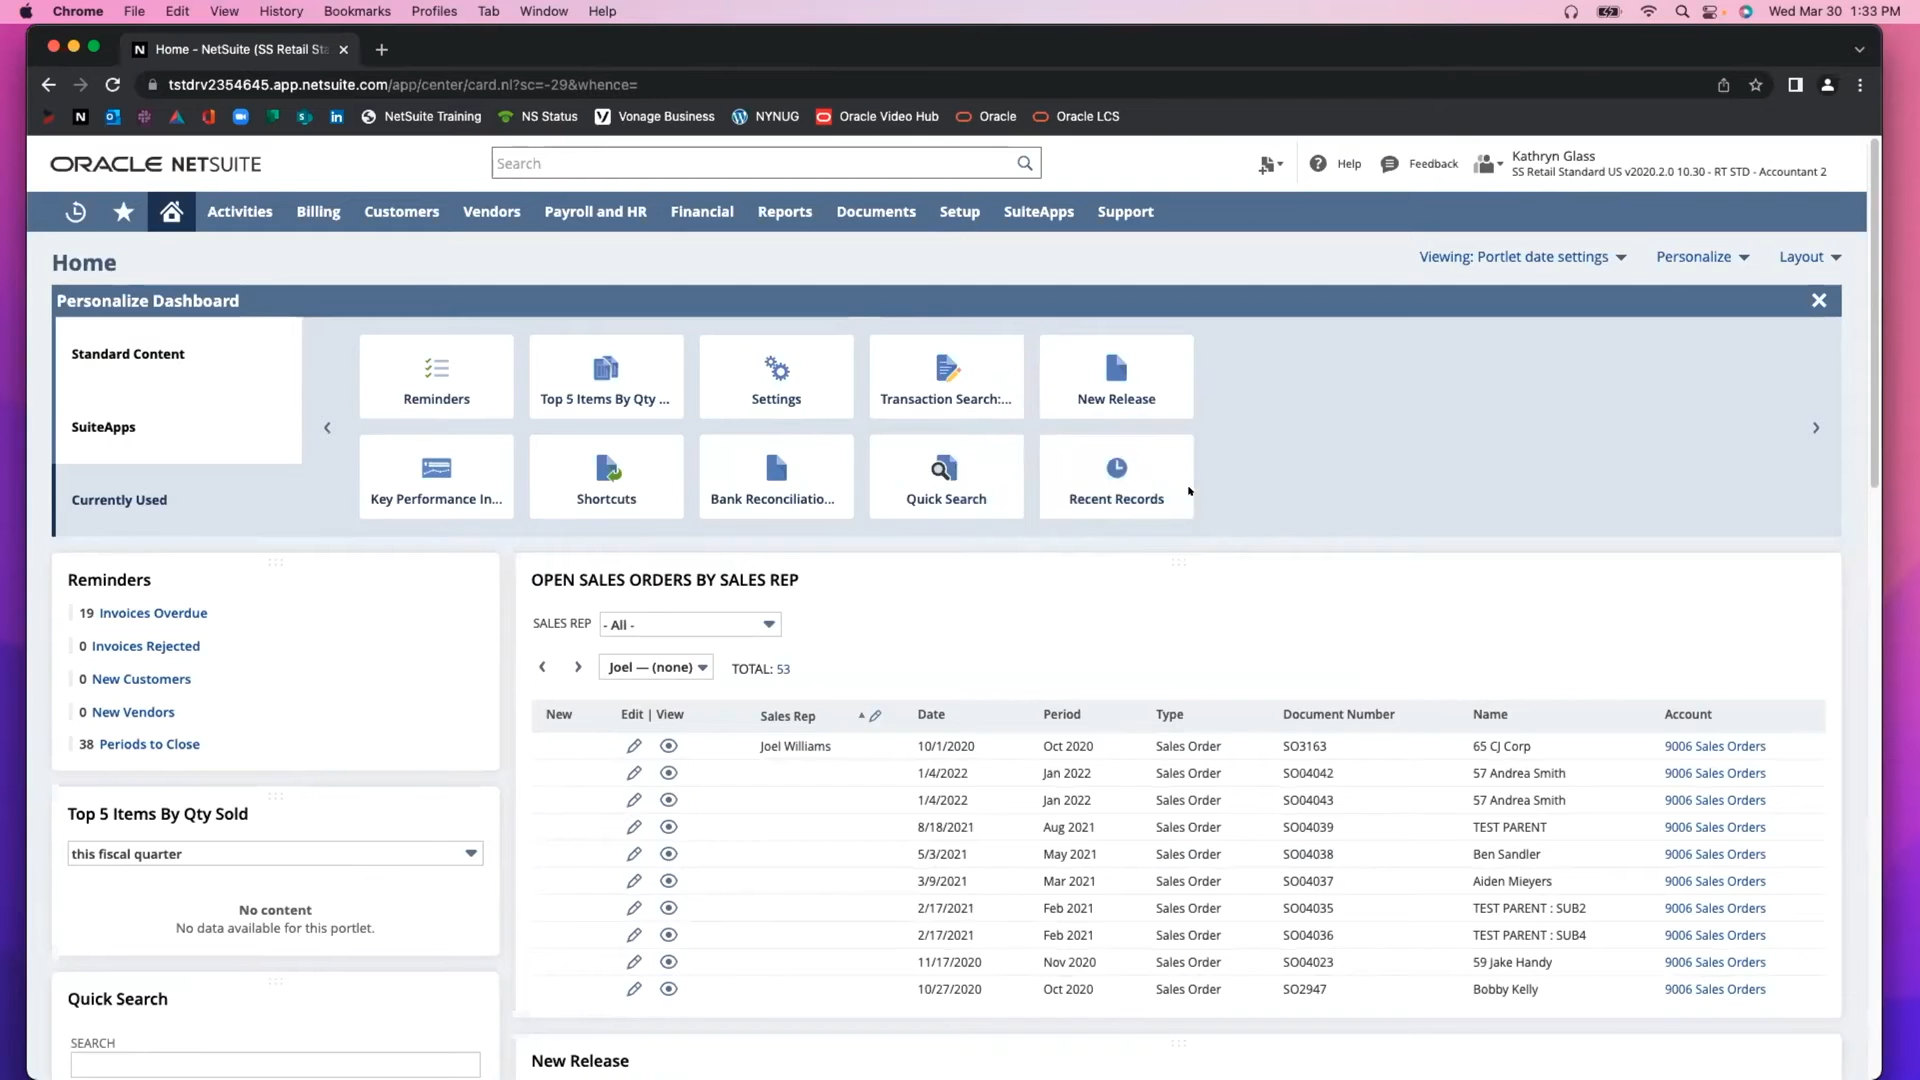 Chrome File Edit View History Bookmarks Profiles Tab Window Help Wed Mar 30 1:33 PM
N Home - NetSuite (SS Retail Sta
tstdrv2354645.app.netsuite.com/app/center/card.nl?sc=-29&whence=
N NetSuite Training NS Status Vonage Business NYNUG Oracle Video Hub Oracle Oracle LCS
ORACLE NETSUITE Search Help Feedback Kathryn Glass
SS Retail Standard US v2020.2.0 10.30 - RT STD - Accountant 2
Activities Billing Customers Vendors Payroll and HR Financial Reports Documents Setup SuiteApps Support
Home Viewing: Portlet date settings Personalize Layout
Personalize Dashboard
Standard Content
SuiteApps
Currently Used
Reminders Top 5 Items By Qty ... Settings Transaction Search:... New Release
Key Performance In... Shortcuts Bank Reconciliatio... Quick Search Recent Records
Reminders
19 Invoices Overdue
0 Invoices Rejected
0 New Customers
0 New Vendors
38 Periods to Close
Top 5 Items By Qty Sold
this fiscal quarter
No content
No data available for this portlet.
Quick Search
SEARCH
OPEN SALES ORDERS BY SALES REP
SALES REP - All -
Joel — (none) TOTAL: 53
New Edit | View Sales Rep Date Period Type Document Number Name Account
Joel Williams 10/1/2020 Oct 2020 Sales Order SO3163 65 CJ Corp 9006 Sales Orders
1/4/2022 Jan 2022 Sales Order SO04042 57 Andrea Smith 9006 Sales Orders
1/4/2022 Jan 2022 Sales Order SO04043 57 Andrea Smith 9006 Sales Orders
8/18/2021 Aug 2021 Sales Order SO04039 TEST PARENT 9006 Sales Orders
5/3/2021 May 2021 Sales Order SO04038 Ben Sandler 9006 Sales Orders
3/9/2021 Mar 2021 Sales Order SO04037 Aiden Mieyers 9006 Sales Orders
2/17/2021 Feb 2021 Sales Order SO04035 TEST PARENT : SUB2 9006 Sales Orders
2/17/2021 Feb 2021 Sales Order SO04036 TEST PARENT : SUB4 9006 Sales Orders
11/17/2020 Nov 2020 Sales Order SO04023 59 Jake Handy 9006 Sales Orders
10/27/2020 Oct 2020 Sales Order SO2947 Bobby Kelly 9006 Sales Orders
New Release